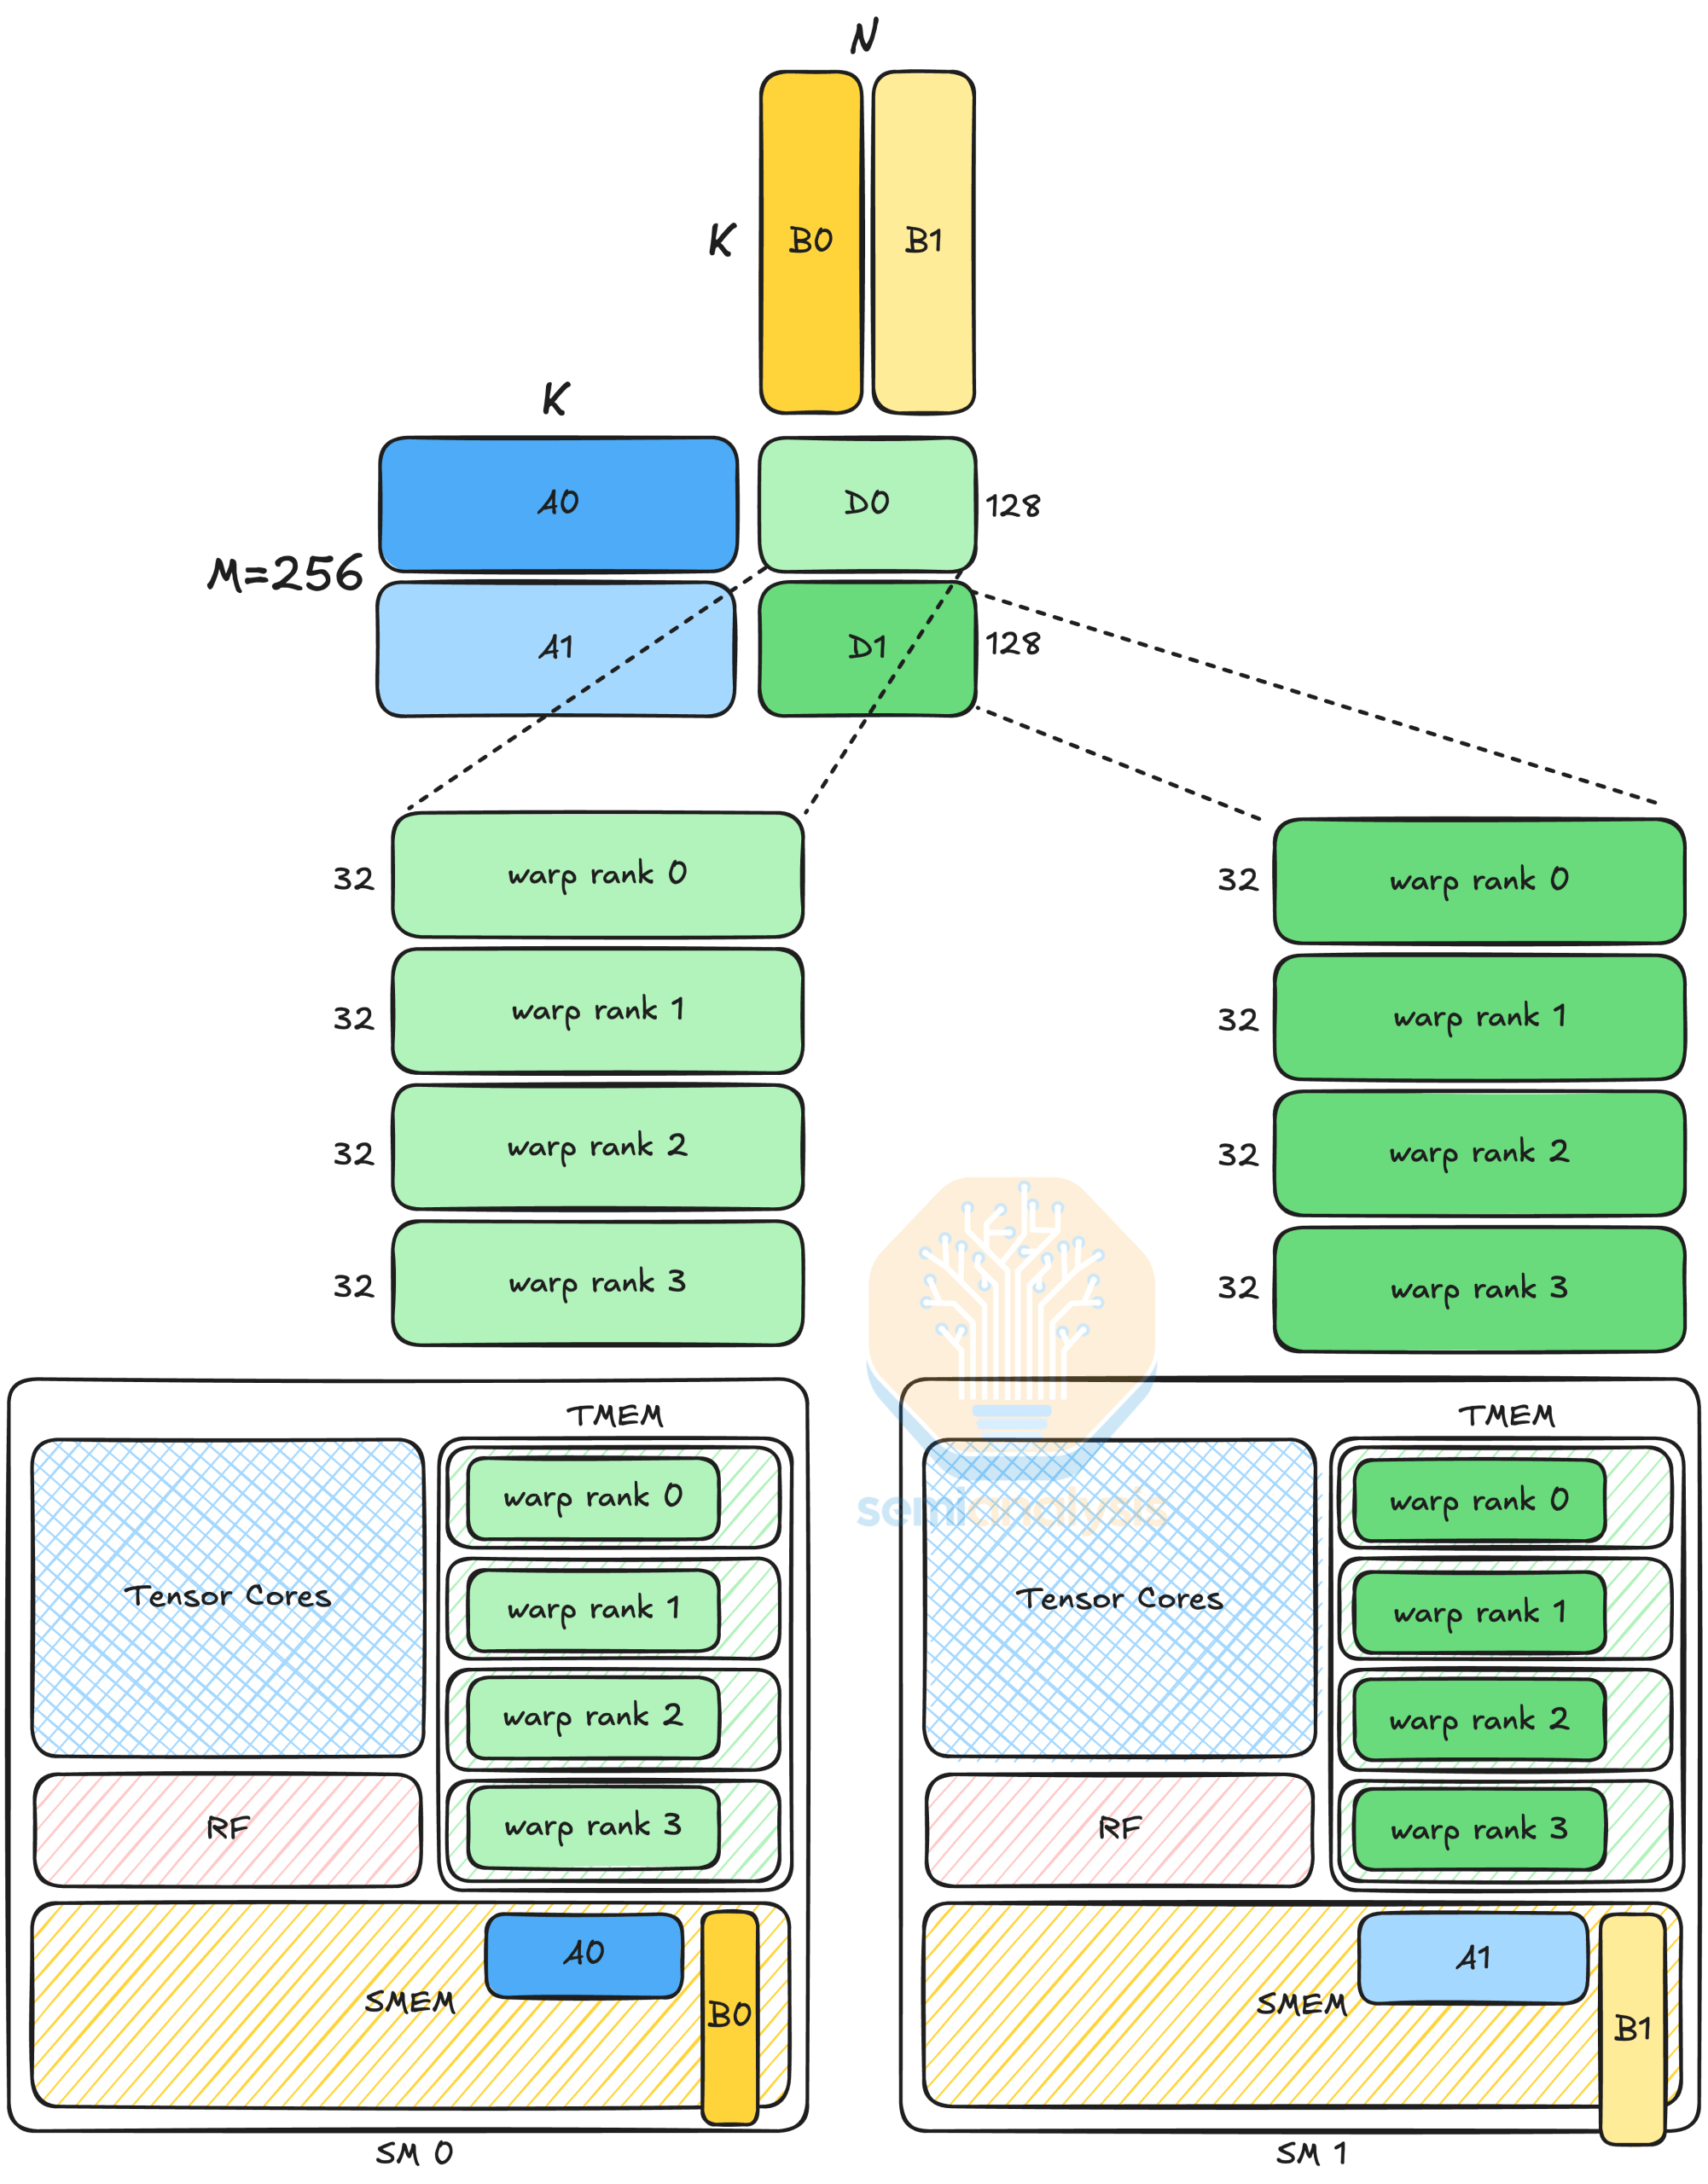 N
K
B0
B1
K
A0
D0
128
M=256
A1
D1
128
32
warp rank 0
32
warp rank 1
32
warp rank 2
32
warp rank 3
32
warp rank 0
32
warp rank 1
32
warp rank 2
32
warp rank 3
semianalysis
TMEM
warp rank 0
Tensor Cores
warp rank 1
warp rank 2
RF
warp rank 3
A0
SMEM
B0
SM 0
TMEM
warp rank 0
Tensor Cores
warp rank 1
warp rank 2
RF
warp rank 3
A1
SMEM
B1
SM 1